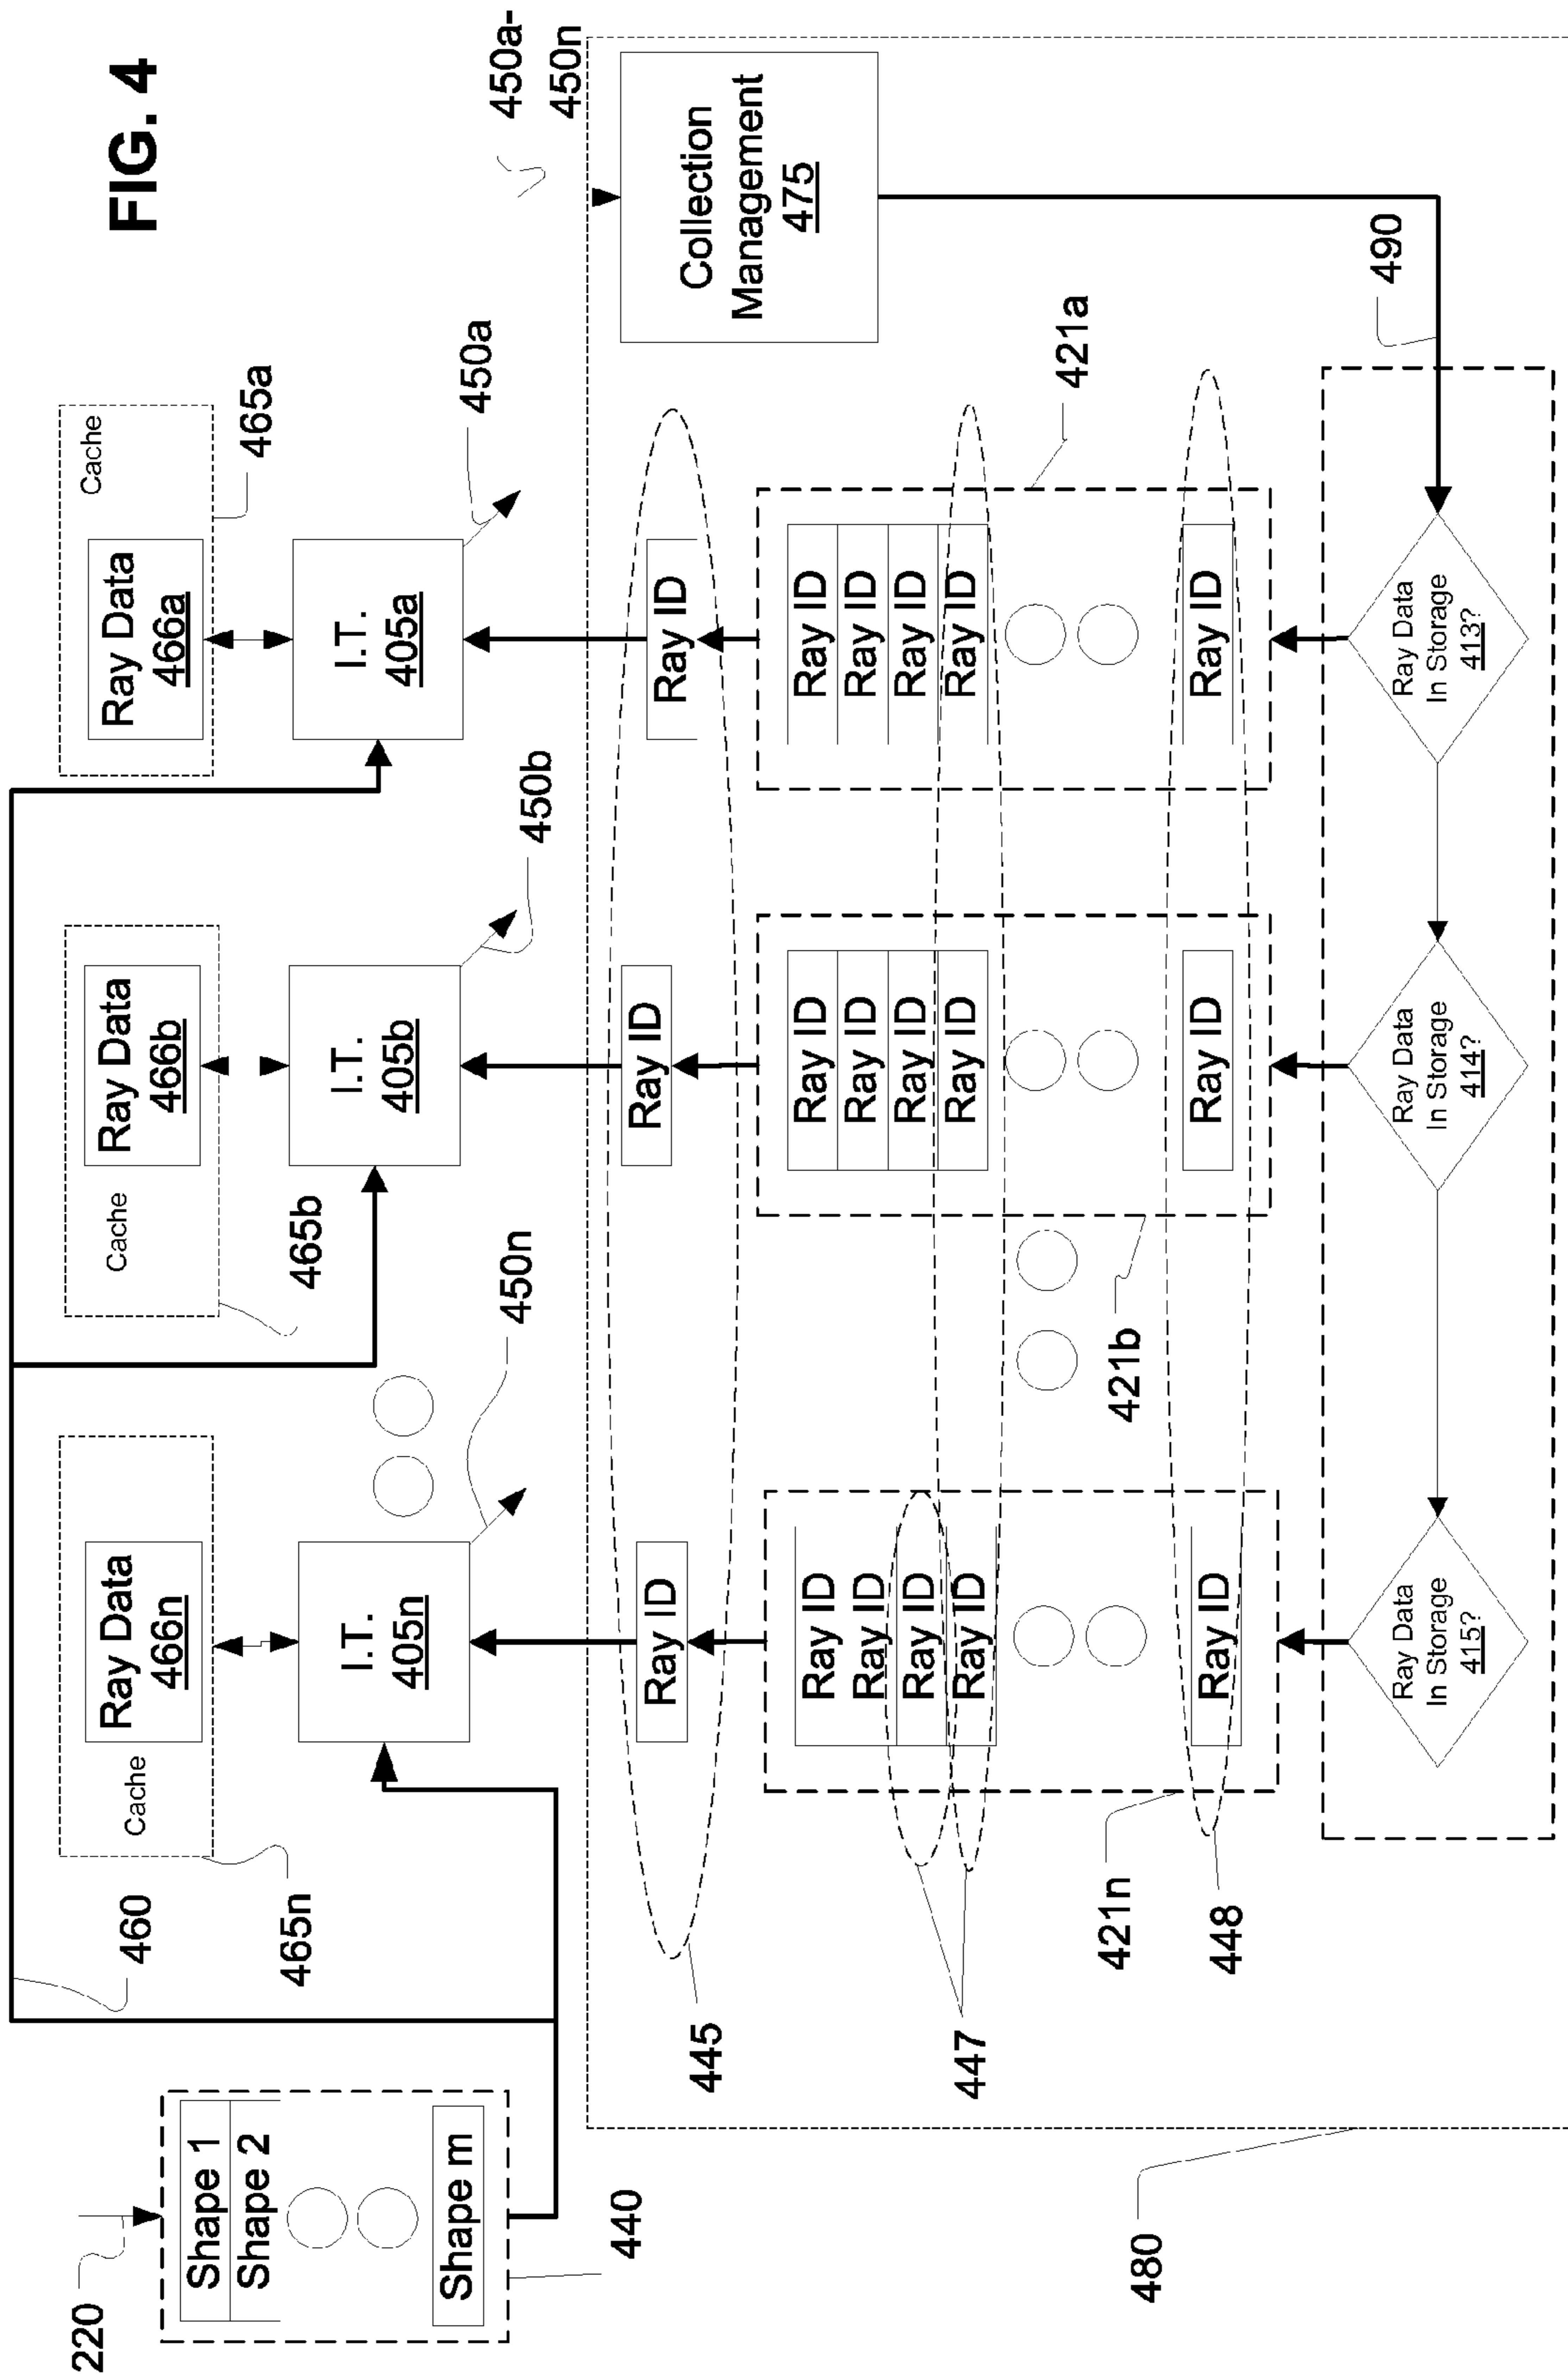 FIG. 4
220
Shape 1
Shape 2
Shape m
440
460
Cache
Ray Data
466n
465n
Cache
Ray Data
466b
465b
Cache
Ray Data
466a
465a
I.T.
405n
450n
I.T.
405b
450b
I.T.
405a
450a
450a-
450n
445
Ray ID
Ray ID
Ray ID
Collection
Management
475
447
Ray ID
Ray ID
Ray ID
Ray ID
Ray ID
421n
Ray ID
Ray ID
Ray ID
Ray ID
Ray ID
421b
Ray ID
Ray ID
Ray ID
Ray ID
Ray ID
421a
448
490
480
Ray Data
In Storage
415?
Ray Data
In Storage
414?
Ray Data
In Storage
413?